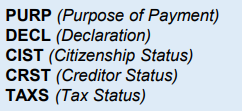 PURP (Purpose of Payment)
DECL (Declaration)
CIST (Citizenship Status)
CRST (Creditor Status)
TAXS (Tax Status)